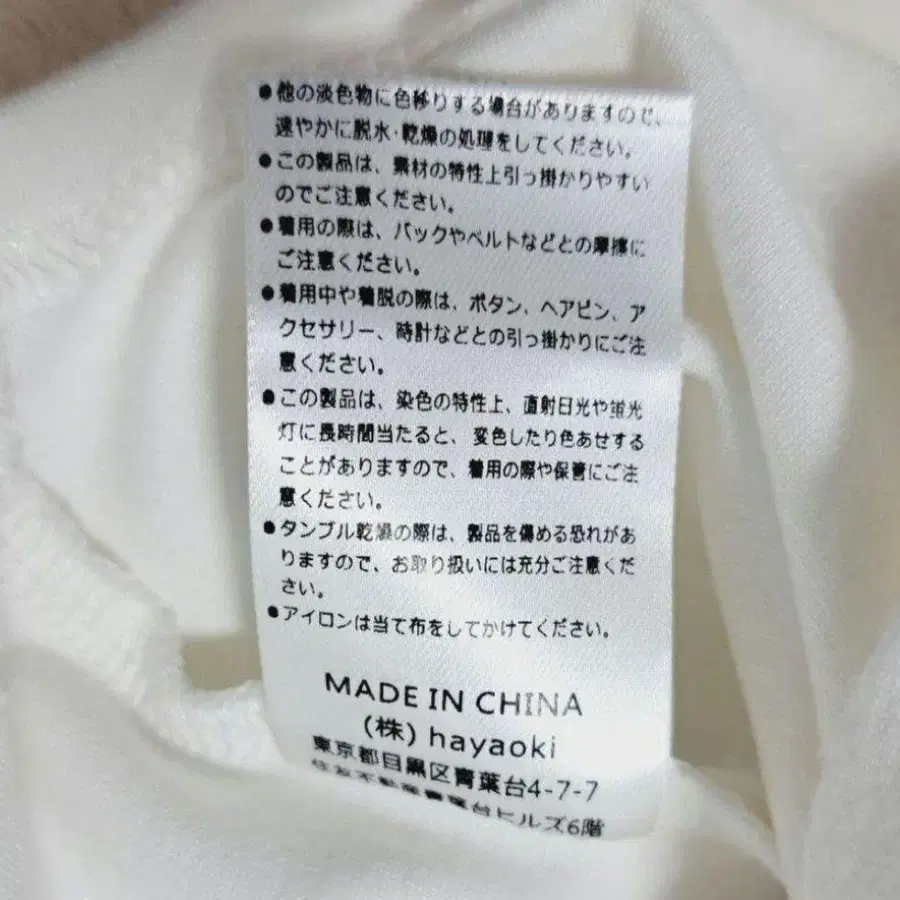 ●他の淡色物に色移りする場合がありますので、
速やかに脱水·乾燥の処理をしてください。
●この製品は、素材の特性上引っ掛かりやすい
のでご注意ください。
●着用の際は、バックやベルトなどとの摩擦に
ご注意ください。
●着用中や着脱の際は、ボタン、ヘアピン、ア
クセサリー、時計などとの引っ掛かりにご注
意ください。
●この製品は、染色の特性上、直射日光や蛍光
灯に長時間当たると、変色したり色あせする
ことがありますので、着用の際や保管にご注
意ください。
●タンブル乾燥の際は、製品を傷める恐れがあ
りますので、お取り扱いには充分ご注意くだ
さい。
●アイロンは当て布をしてかけてください。
MADE IN CHINA
(株) hayaoki
東京都目黒区青葉台4-7-7
住友不動産青葉台ヒルズ6階